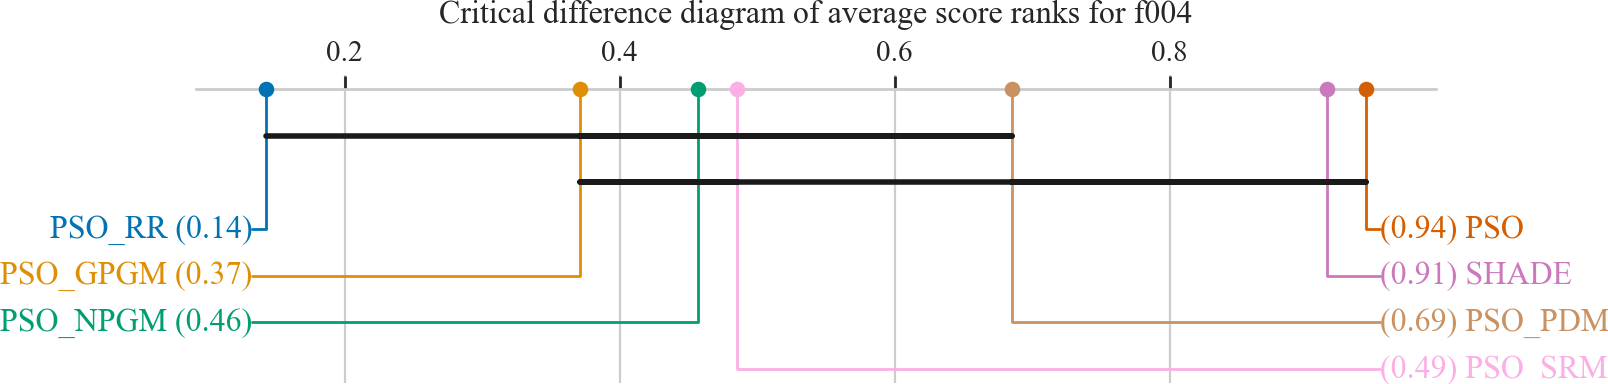 Critical difference diagram of average score ranks for f004
0.2 0.4 0.6 0.8
PSO_RR (0.14) (0.94) PSO
PSO_GPGM (0.37) (0.91) SHADE
PSO_NPGM (0.46) (0.69) PSO_PDM
(0.49) PSO_SRM